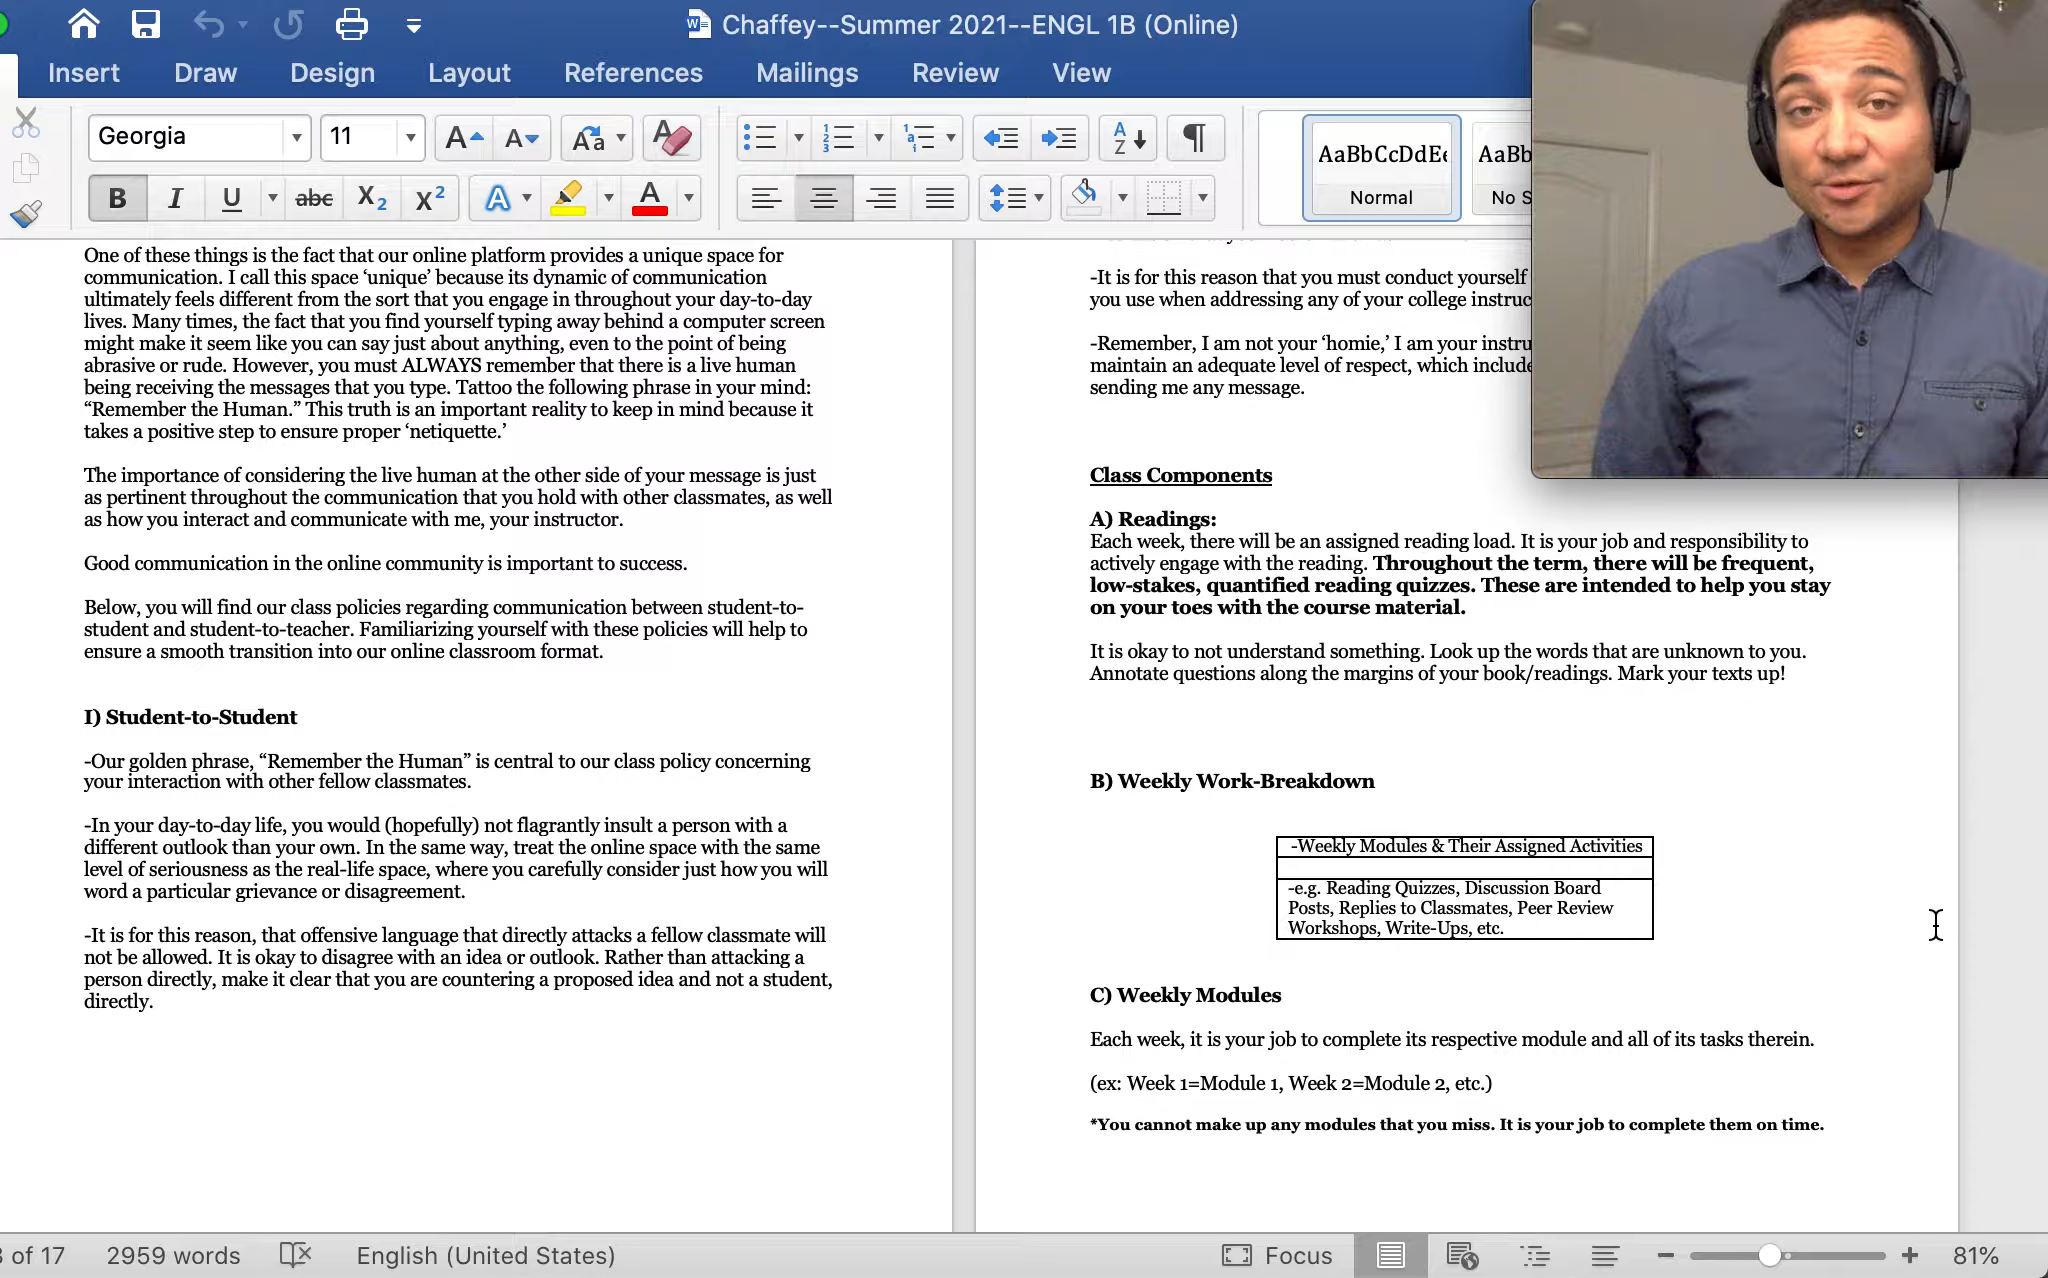 Chaffey--Summer 2021--ENGL 1B (Online)
Insert Draw Design Layout References Mailings Review View
Georgia 11
AaBbCcDdEe
Normal
No S
One of these things is the fact that our online platform provides a unique space for
communication. I call this space ‘unique’ because its dynamic of communication
ultimately feels different from the sort that you engage in throughout your day-to-day
lives. Many times, the fact that you find yourself typing away behind a computer screen
might make it seem like you can say just about anything, even to the point of being
abrasive or rude. However, you must ALWAYS remember that there is a live human
being receiving the messages that you type. Tattoo the following phrase in your mind:
“Remember the Human.” This truth is an important reality to keep in mind because it
takes a positive step to ensure proper ‘netiquette.’
The importance of considering the live human at the other side of your message is just
as pertinent throughout the communication that you hold with other classmates, as well
as how you interact and communicate with me, your instructor.
Good communication in the online community is important to success.
Below, you will find our class policies regarding communication between student-to-
student and student-to-teacher. Familiarizing yourself with these policies will help to
ensure a smooth transition into our online classroom format.
I) Student-to-Student
-Our golden phrase, “Remember the Human” is central to our class policy concerning
your interaction with other fellow classmates.
-In your day-to-day life, you would (hopefully) not flagrantly insult a person with a
different outlook than your own. In the same way, treat the online space with the same
level of seriousness as the real-life space, where you carefully consider just how you will
word a particular grievance or disagreement.
-It is for this reason, that offensive language that directly attacks a fellow classmate will
not be allowed. It is okay to disagree with an idea or outlook. Rather than attacking a
person directly, make it clear that you are countering a proposed idea and not a student,
directly.
-It is for this reason that you must conduct yourself
you use when addressing any of your college instruc
-Remember, I am not your ‘homie,’ I am your instru
maintain an adequate level of respect, which include
sending me any message.
Class Components
A) Readings:
Each week, there will be an assigned reading load. It is your job and responsibility to
actively engage with the reading. Throughout the term, there will be frequent,
low-stakes, quantified reading quizzes. These are intended to help you stay
on your toes with the course material.
It is okay to not understand something. Look up the words that are unknown to you.
Annotate questions along the margins of your book/readings. Mark your texts up!
B) Weekly Work-Breakdown
-Weekly Modules & Their Assigned Activities
-e.g. Reading Quizzes, Discussion Board
Posts, Replies to Classmates, Peer Review
Workshops, Write-Ups, etc.
C) Weekly Modules
Each week, it is your job to complete its respective module and all of its tasks therein.
(ex: Week 1=Module 1, Week 2=Module 2, etc.)
*You cannot make up any modules that you miss. It is your job to complete them on time.
of 17 2959 words English (United States) Focus 81%